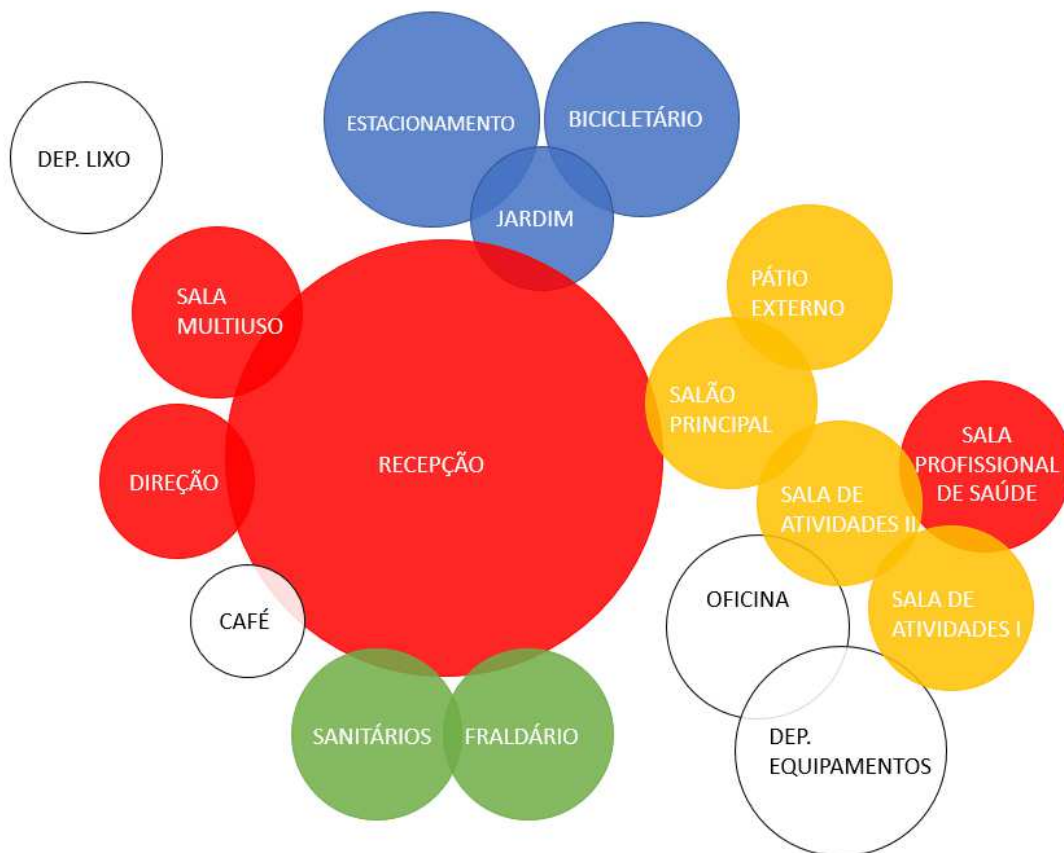 ESTACIONAMENTO
BICICLETÁRIO
DEP. LIXO
JARDIM
SALA
MULTIUSO
PÁTIO
EXTERNO
SALÃO
PRINCIPAL
RECEPÇÃO
DIREÇÃO
SALA
PROFISSIONAL
DE SAÚDE
SALA DE
ATIVIDADES II
OFICINA
SALA DE
ATIVIDADES I
CAFÉ
SANITÁRIOS
FRALDÁRIO
DEP.
EQUIPAMENTOS